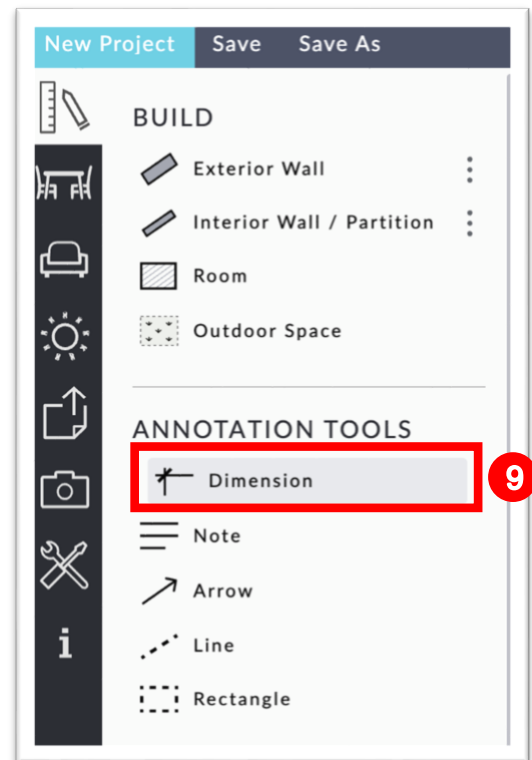 New Project Save Save As
BUILD
Exterior Wall
Interior Wall / Partition
Room
Outdoor Space
ANNOTATION TOOLS
Dimension
9
Note
Arrow
Line
Rectangle
i